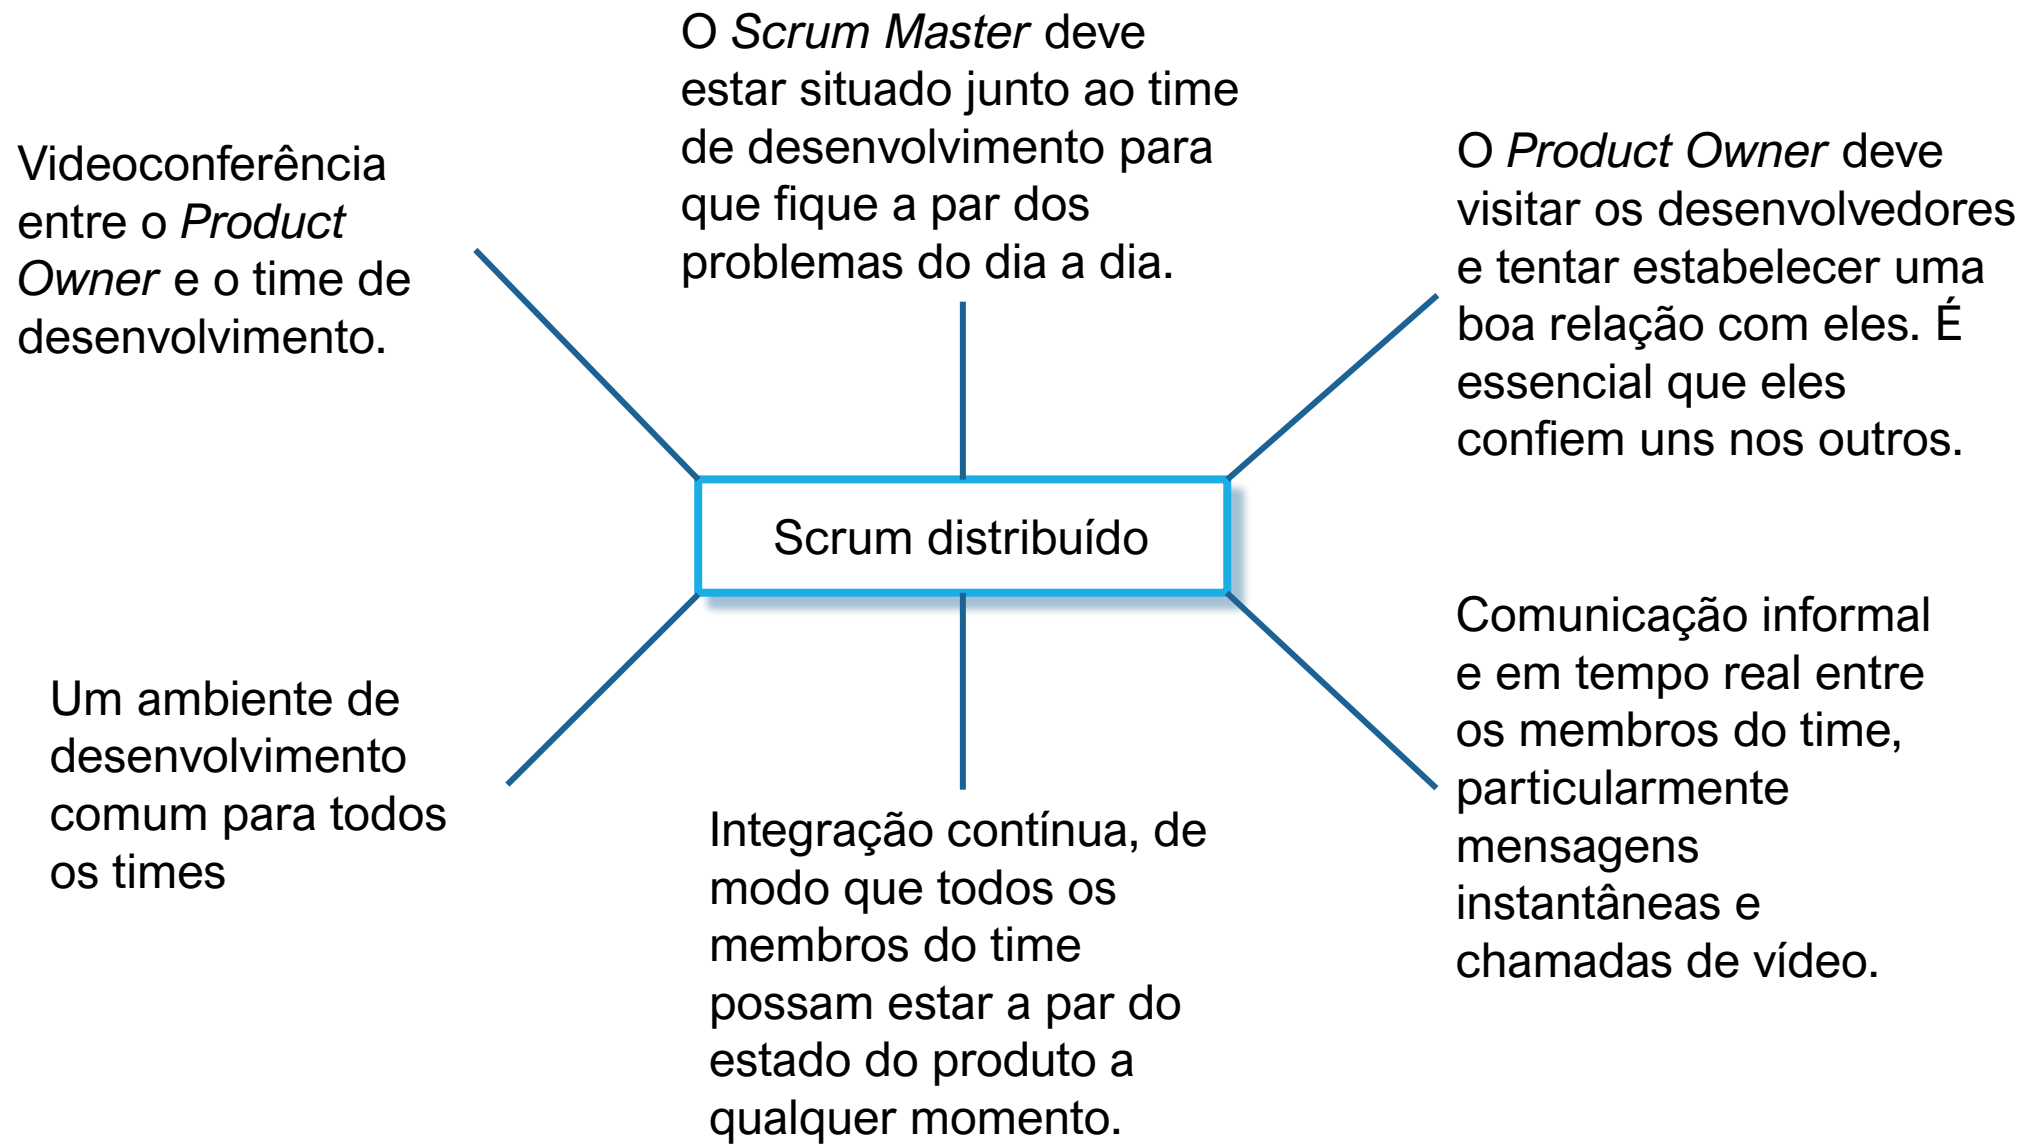 O Scrum Master deve
estar situado junto ao time
de desenvolvimento para
que fique a par dos
problemas do dia a dia.
Videoconferência
entre o Product
Owner e o time de
desenvolvimento.
O Product Owner deve
visitar os desenvolvedores
e tentar estabelecer uma
boa relação com eles. É
essencial que eles
confiem uns nos outros.
Scrum distribuído
Um ambiente de
desenvolvimento
comum para todos
os times
Integração contínua, de
modo que todos os
membros do time
possam estar a par do
estado do produto a
qualquer momento.
Comunicação informal
e em tempo real entre
os membros do time,
particularmente
mensagens
instantâneas e
chamadas de vídeo.